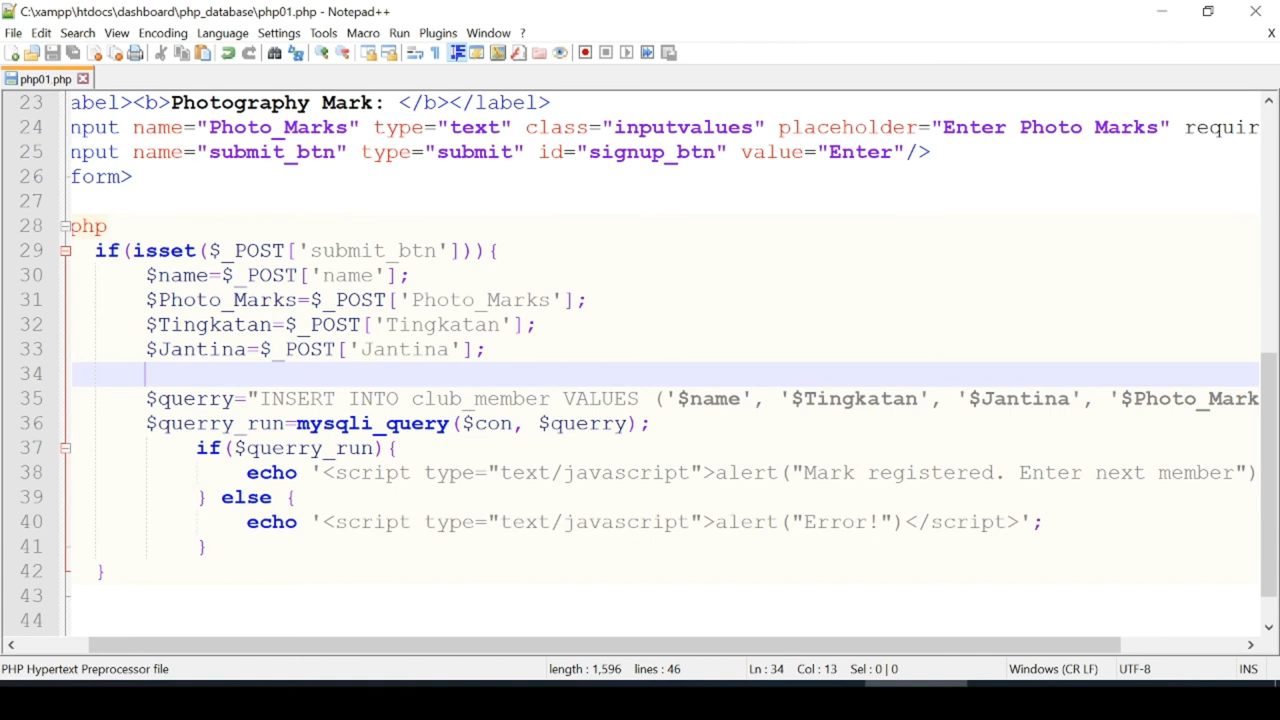 C:\xampp\htdocs\dashboard\php_database\php01.php - Notepad++
File Edit Search View Encoding Language Settings Tools Macro Run Plugins Window ? X
php01.php
23 abel><b>Photography Mark: </b></label>
24 nput name="Photo_Marks" type="text" class="inputvalues" placeholder="Enter Photo Marks" requir
25 nput name="submit_btn" type="submit" id="signup_btn" value="Enter"/>
26 form>
27
28 php
29 if(isset($_POST['submit_btn'])){
30 $name=$_POST['name'];
31 $Photo_Marks=$_POST['Photo_Marks'];
32 $Tingkatan=$_POST['Tingkatan'];
33 $Jantina=$_POST['Jantina'];
34
35 $querry="INSERT INTO club_member VALUES ('$name', '$Tingkatan', '$Jantina', '$Photo_Mark
36 $querry_run=mysqli_query($con, $querry);
37 if($querry_run){
38 echo '<script type="text/javascript">alert("Mark registered. Enter next member")
39 } else {
40 echo '<script type="text/javascript">alert("Error!")</script>';
41 }
42 }
43
44
PHP Hypertext Preprocessor file length : 1,596 lines : 46 Ln : 34 Col : 13 Sel : 0 | 0 Windows (CR LF) UTF-8 INS